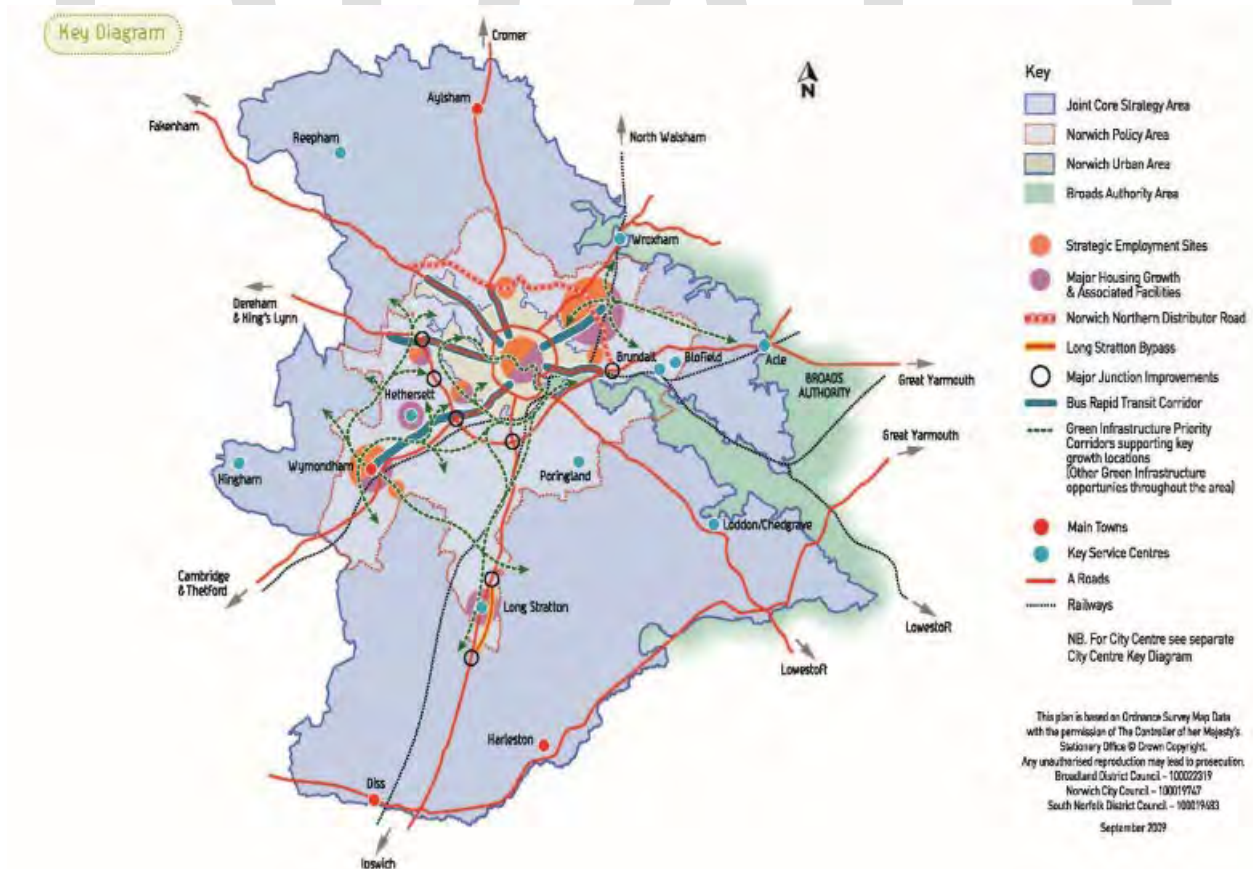 Key Diagram
Cromer
N
Aylsham
Fakenham
Reepham
North Walsham
Wroxham
Dereham
& King's Lynn
Brundall
Blofield
Acle
BROADS
AUTHORITY
Great Yarmouth
Great Yarmouth
Hethersett
Wymondham
Hingham
Poringland
Loddon/Chedgrave
Cambridge
& Thetford
Long Stratton
Lowestoft
Lowestoft
Harleston
Diss
Ipswich
Key
Joint Core Strategy Area
Norwich Policy Area
Norwich Urban Area
Broads Authority Area
Strategic Employment Sites
Major Housing Growth
& Associated Facilities
Norwich Northern Distributor Road
Long Stratton Bypass
Major Junction Improvements
Bus Rapid Transit Corridor
Green Infrastructure Priority
Corridors supporting key
growth locations
(Other Green Infrastructure
opportunies throughout the area)
Main Towns
Key Service Centres
A Roads
Railways
NB. For City Centre see separate
City Centre Key Diagram
This plan is based on Ordnance Survey Map Data
with the permission of The Controller of her Majesty's
Stationery Office © Crown Copyright.
Any unauthorised reproduction may lead to prosecution.
Broadland District Council - 100022319
Norwich City Council - 100019747
South Norfolk District Council - 100019483
September 2009